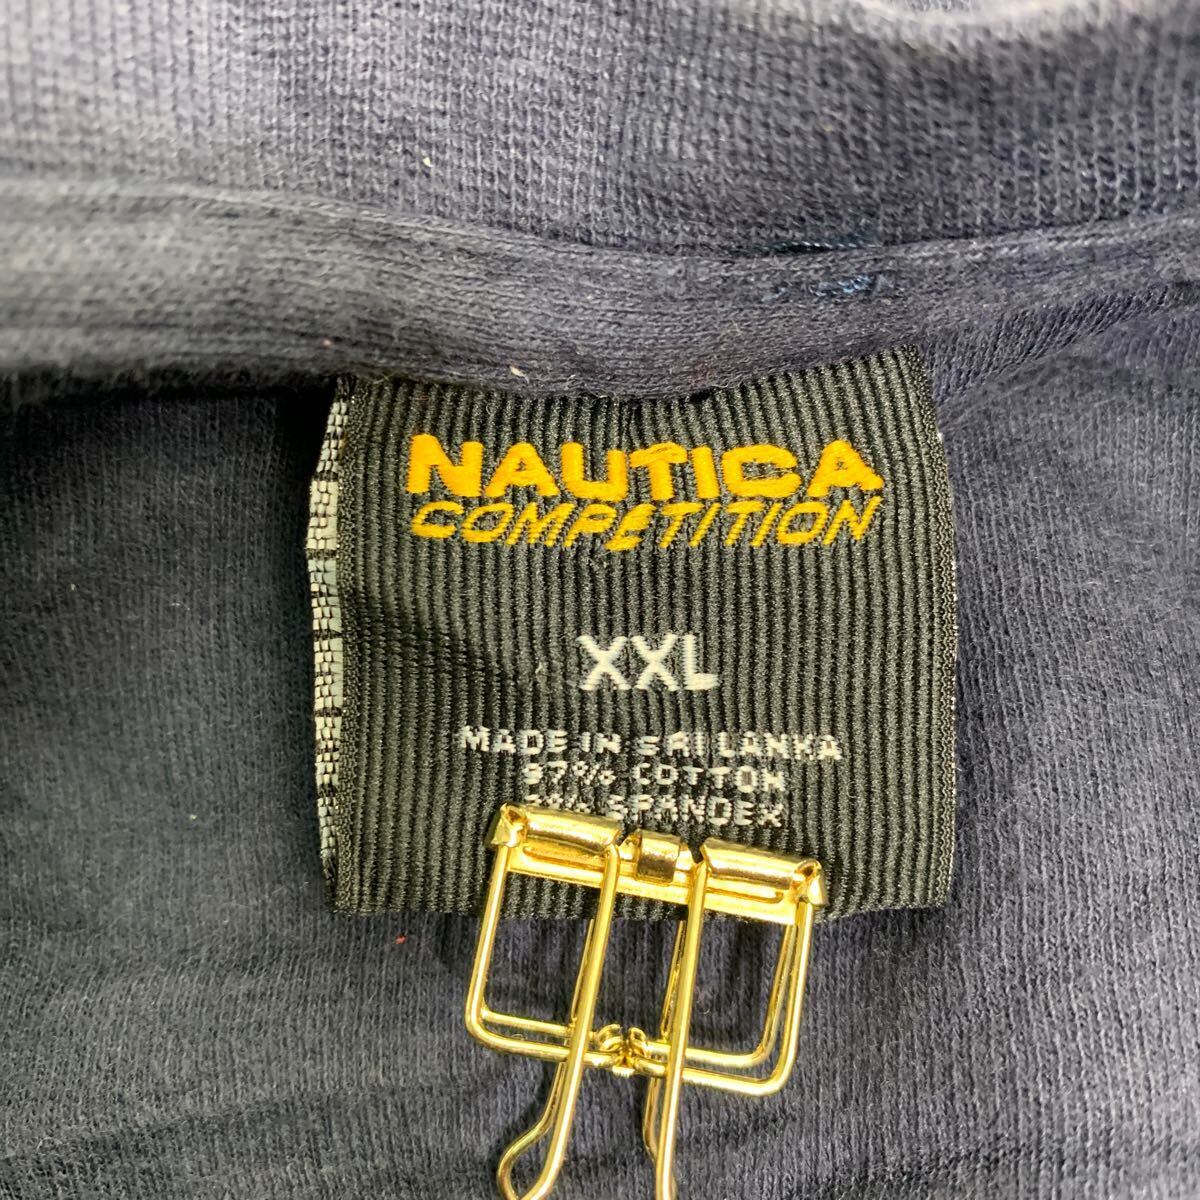 NAUTICA
COMPETITION
XXL
MADE IN SRI LANKA
97% COTTON
SPANDEX